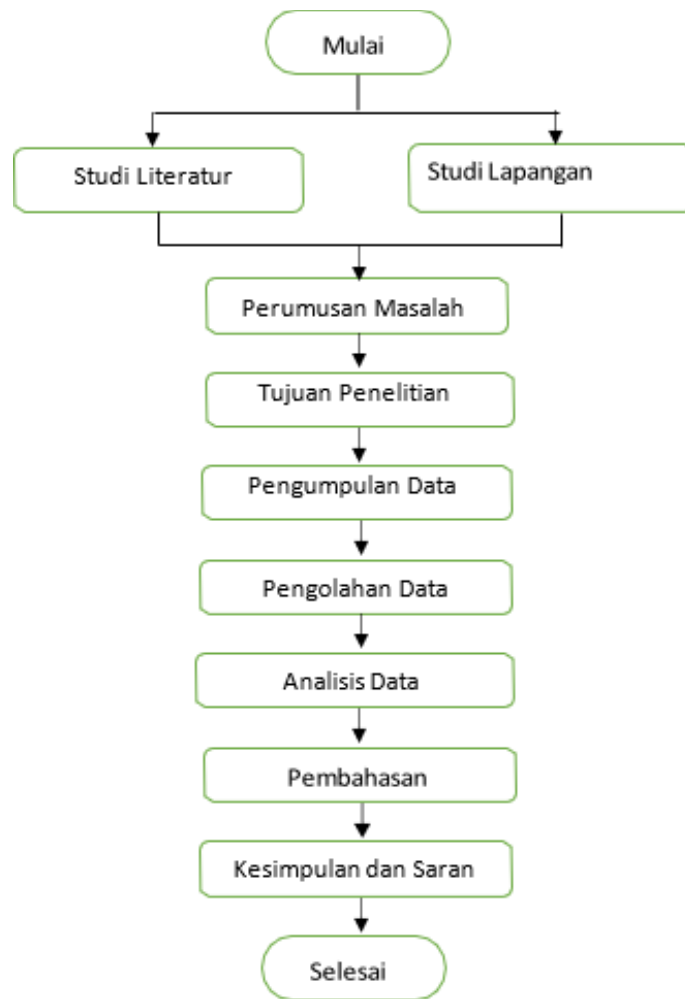 Mulai
Studi Literatur
Studi Lapangan
Perumusan Masalah
Tujuan Penelitian
Pengumpulan Data
Pengolahan Data
Analisis Data
Pembahasan
Kesimpulan dan Saran
Selesai